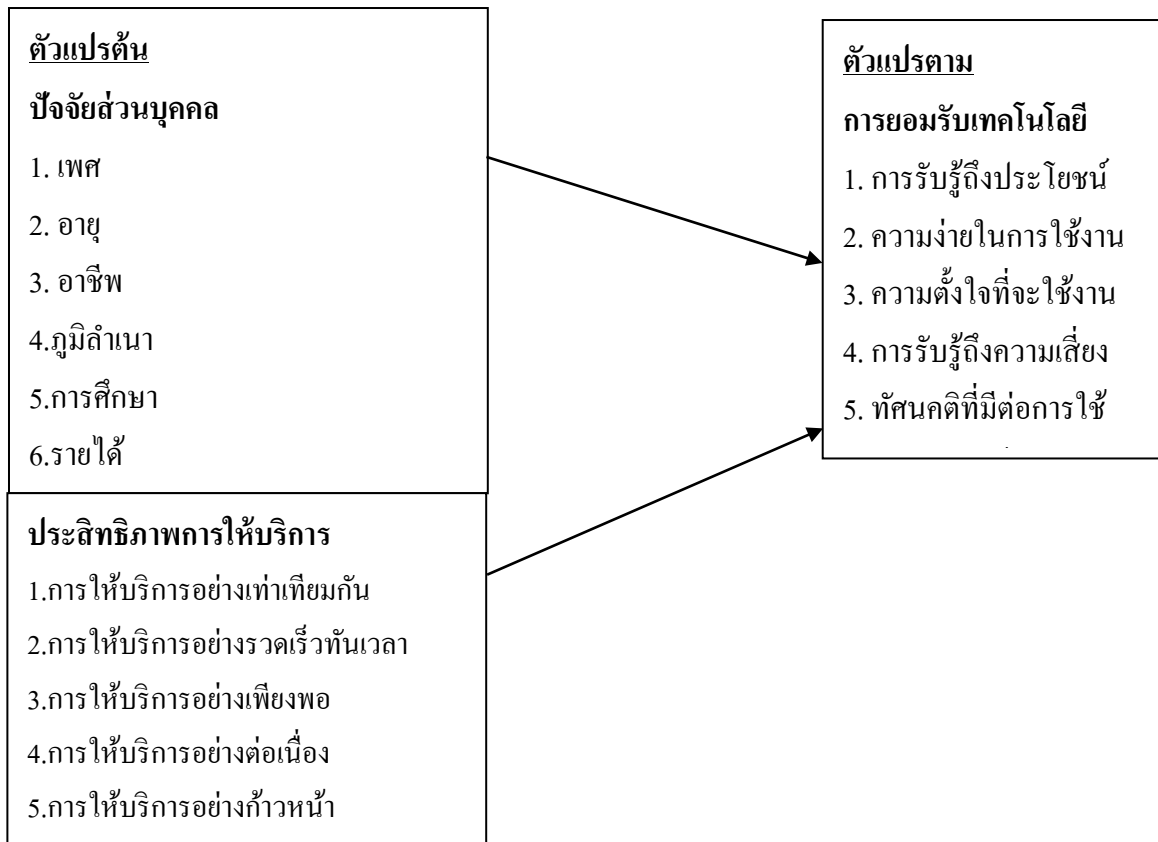 ตัวแปรต้น
ปัจจัยส่วนบุคคล
1. เพศ
2. อายุ
3. อาชีพ
4.ภูมิลำเนา
5.การศึกษา
6.รายได้
ประสิทธิภาพการให้บริการ
1.การให้บริการอย่างเท่าเทียมกัน
2.การให้บริการอย่างรวดเร็วทันเวลา
3.การให้บริการอย่างเพียงพอ
4.การให้บริการอย่างต่อเนื่อง
5.การให้บริการอย่างก้าวหน้า
ตัวแปรตาม
การยอมรับเทคโนโลยี
1. การรับรู้ถึงประโยชน์
2. ความง่ายในการใช้งาน
3. ความตั้งใจที่จะใช้งาน
4. การรับรู้ถึงความเสี่ยง
5. ทัศนคติที่มีต่อการใช้